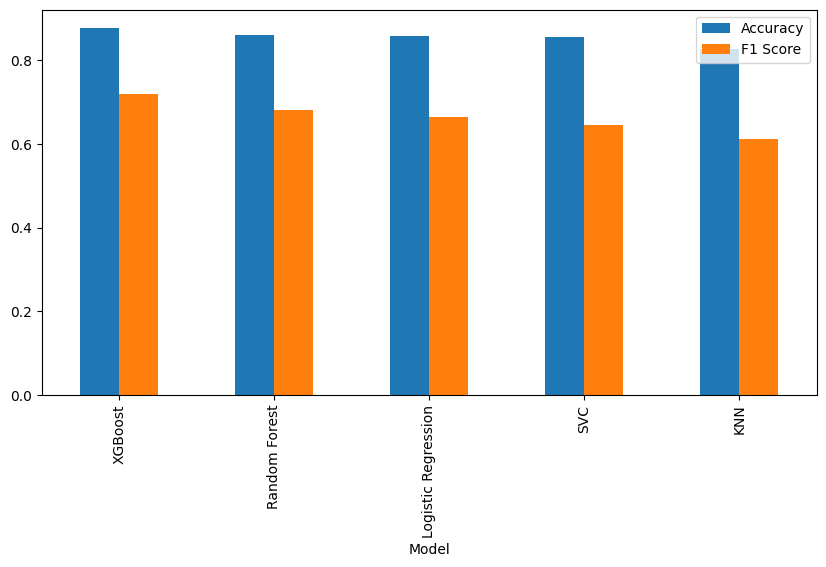 Accuracy
F1 Score
0.8
0.6
0.4
0.2
0.0
XGBoost
Random Forest
Logistic Regression
SVC
KNN
Model